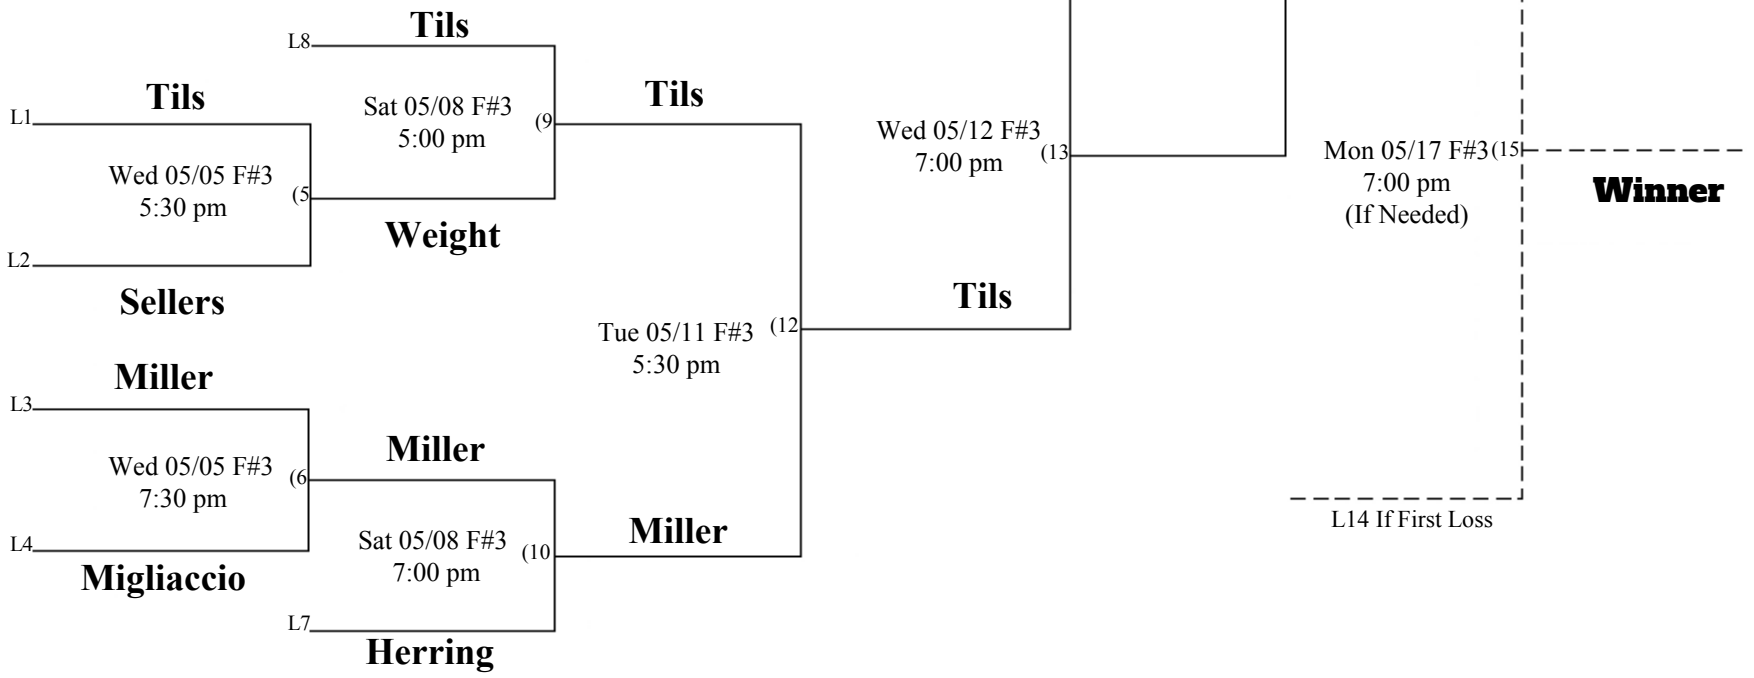 Tils
L8
Tils
L1
Sat 05/08 F#3
5:00 pm
(9
Tils
Wed 05/05 F#3
5:30 pm
(5
L2
Sellers
Weight
Wed 05/12 F#3
7:00 pm
(13
Mon 05/17 F#3
(15
7:00 pm
(If Needed)
Winner
Tils
Tue 05/11 F#3
5:30 pm
(12
Miller
L3
Wed 05/05 F#3
7:30 pm
(6
L4
Migliaccio
Miller
Sat 05/08 F#3
7:00 pm
(10
Miller
L7
Herring
L14 If First Loss